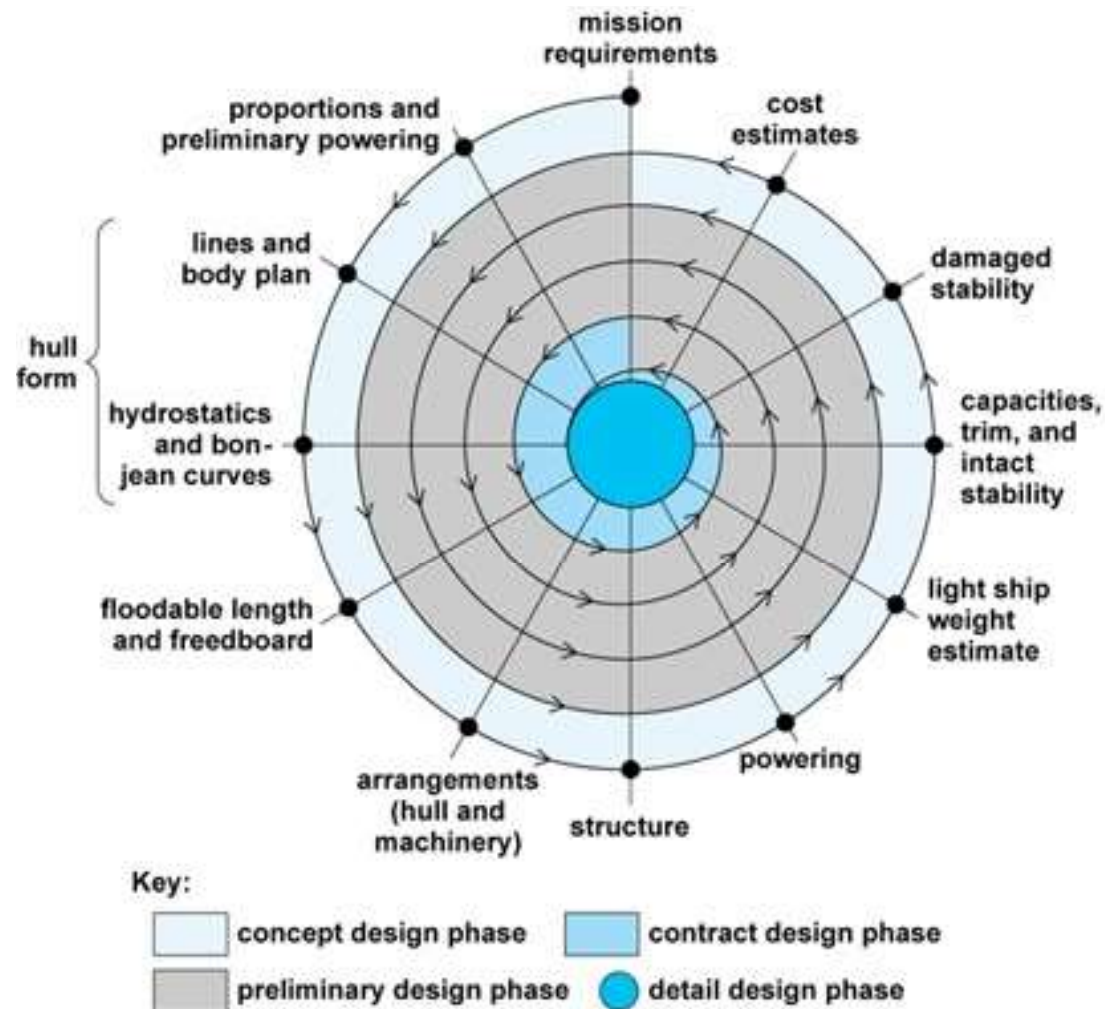 mission
requirements
cost
estimates
proportions and
preliminary powering
lines and
body plan
damaged
stability
hull
form
hydrostatics
and bon-
jean curves
capacities,
trim, and
intact
stability
floodable length
and freedboard
light ship
weight
estimate
arrangements
(hull and
machinery)
structure
powering
Key:
concept design phase
contract design phase
preliminary design phase
detail design phase